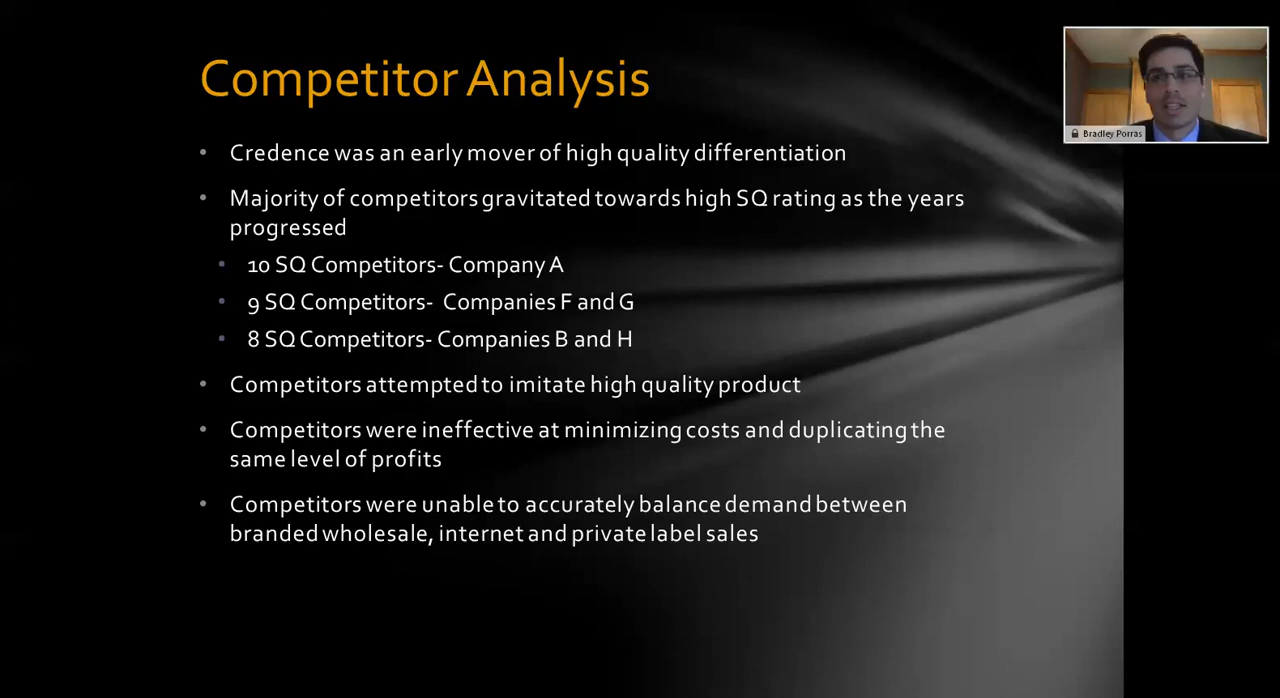 Competitor Analysis
Bradley Porras
• Credence was an early mover of high quality differentiation
• Majority of competitors gravitated towards high SQ rating as the years
progressed
• 10 SQ Competitors- Company A
• 9 SQ Competitors- Companies F and G
• 8 SQ Competitors- Companies B and H
• Competitors attempted to imitate high quality product
• Competitors were ineffective at minimizing costs and duplicating the
same level of profits
• Competitors were unable to accurately balance demand between
branded wholesale, internet and private label sales